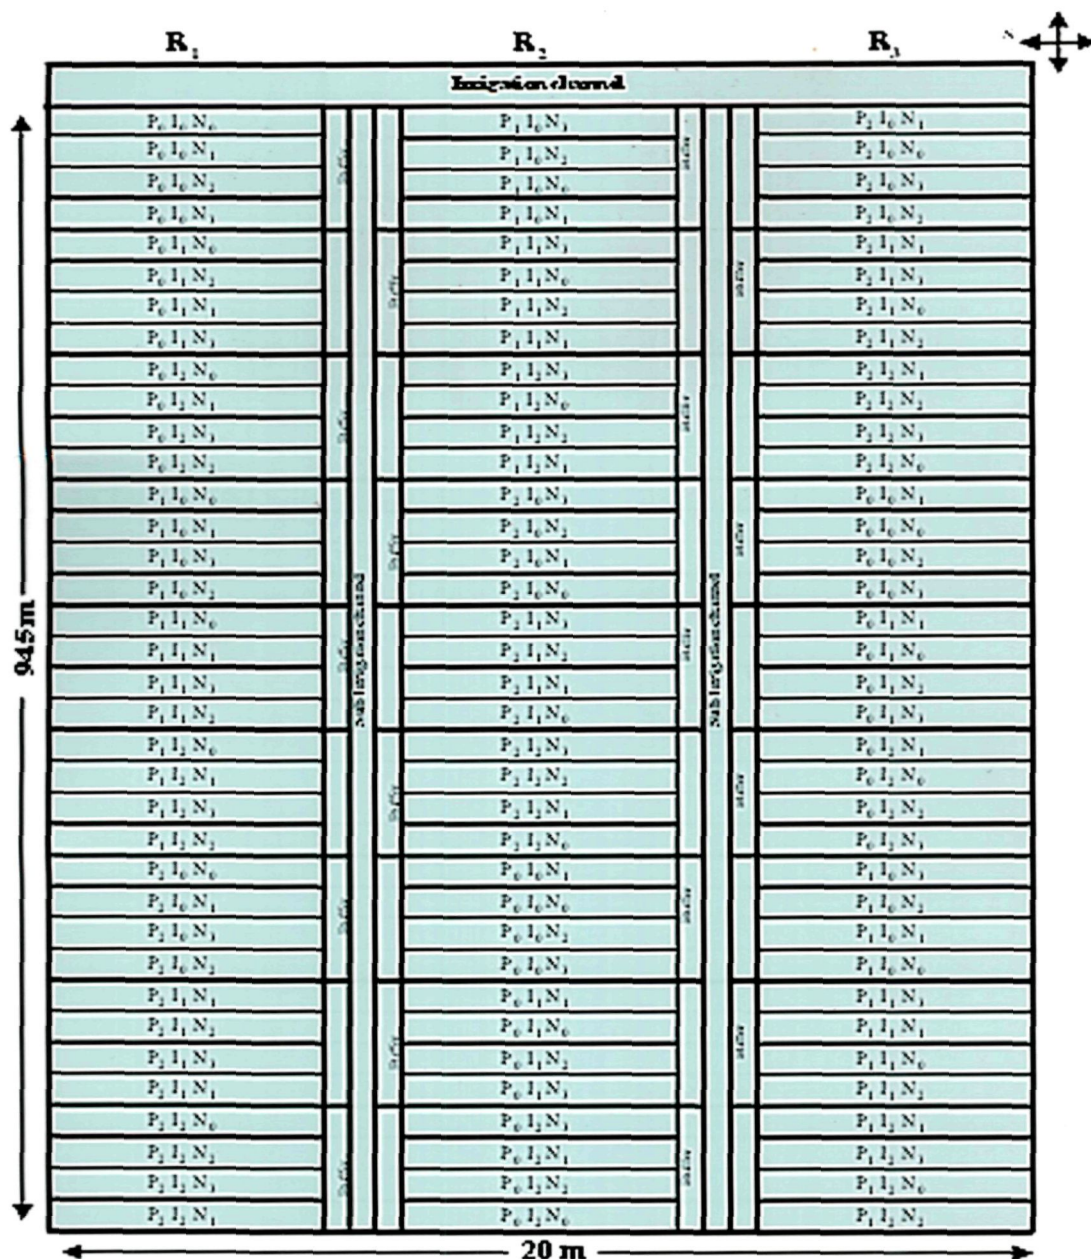 R₁ R₂ R₃
Irrigation channel
P₀ I₀ N₀ P₁ I₀ N₃ P₂ I₀ N₁
P₀ I₀ N₁ P₁ I₀ N₂ P₂ I₀ N₀
P₀ I₀ N₂ P₁ I₀ N₀ P₂ I₀ N₃
P₀ I₀ N₃ P₁ I₀ N₁ P₂ I₀ N₂
P₀ I₁ N₀ P₁ I₁ N₃ P₂ I₁ N₁
P₀ I₁ N₂ P₁ I₁ N₀ P₂ I₁ N₃
P₀ I₁ N₁ P₁ I₁ N₂ P₂ I₁ N₀
P₀ I₁ N₃ P₁ I₁ N₁ P₂ I₁ N₂
P₀ I₂ N₀ P₁ I₂ N₃ P₂ I₂ N₁
P₀ I₂ N₁ P₁ I₂ N₀ P₂ I₂ N₂
P₀ I₂ N₃ P₁ I₂ N₂ P₂ I₂ N₃
P₀ I₂ N₂ P₁ I₂ N₁ P₂ I₂ N₀
P₁ I₀ N₀ P₂ I₀ N₃ P₀ I₀ N₁
P₁ I₀ N₁ P₂ I₀ N₂ P₀ I₀ N₀
P₁ I₀ N₃ P₂ I₀ N₁ P₀ I₀ N₂
P₁ I₀ N₂ P₂ I₀ N₀ P₀ I₀ N₃
P₁ I₁ N₀ P₂ I₁ N₃ P₀ I₁ N₁
P₁ I₁ N₁ P₂ I₁ N₂ P₀ I₁ N₀
P₁ I₁ N₃ P₂ I₁ N₁ P₀ I₁ N₂
P₁ I₁ N₂ P₂ I₁ N₀ P₀ I₁ N₃
P₁ I₂ N₀ P₂ I₂ N₃ P₀ I₂ N₁
P₁ I₂ N₁ P₂ I₂ N₂ P₀ I₂ N₀
P₁ I₂ N₃ P₂ I₂ N₁ P₀ I₂ N₂
P₁ I₂ N₂ P₂ I₂ N₀ P₀ I₂ N₃
P₂ I₀ N₀ P₀ I₀ N₁ P₁ I₀ N₃
P₂ I₀ N₁ P₀ I₀ N₀ P₁ I₀ N₂
P₂ I₀ N₃ P₀ I₀ N₂ P₁ I₀ N₁
P₂ I₀ N₂ P₀ I₀ N₃ P₁ I₀ N₀
P₂ I₁ N₁ P₀ I₁ N₁ P₁ I₁ N₃
P₂ I₁ N₂ P₀ I₁ N₀ P₁ I₁ N₁
P₂ I₁ N₃ P₀ I₁ N₂ P₁ I₁ N₀
P₂ I₁ N₁ P₀ I₁ N₃ P₁ I₁ N₂
P₂ I₂ N₀ P₀ I₂ N₃ P₁ I₂ N₁
P₂ I₂ N₂ P₀ I₂ N₁ P₁ I₂ N₃
P₂ I₂ N₃ P₀ I₂ N₂ P₁ I₂ N₀
P₂ I₂ N₁ P₀ I₂ N₀ P₁ I₂ N₂
Sub Irrigation channel
Sub Irrigation channel
945 m
20 m